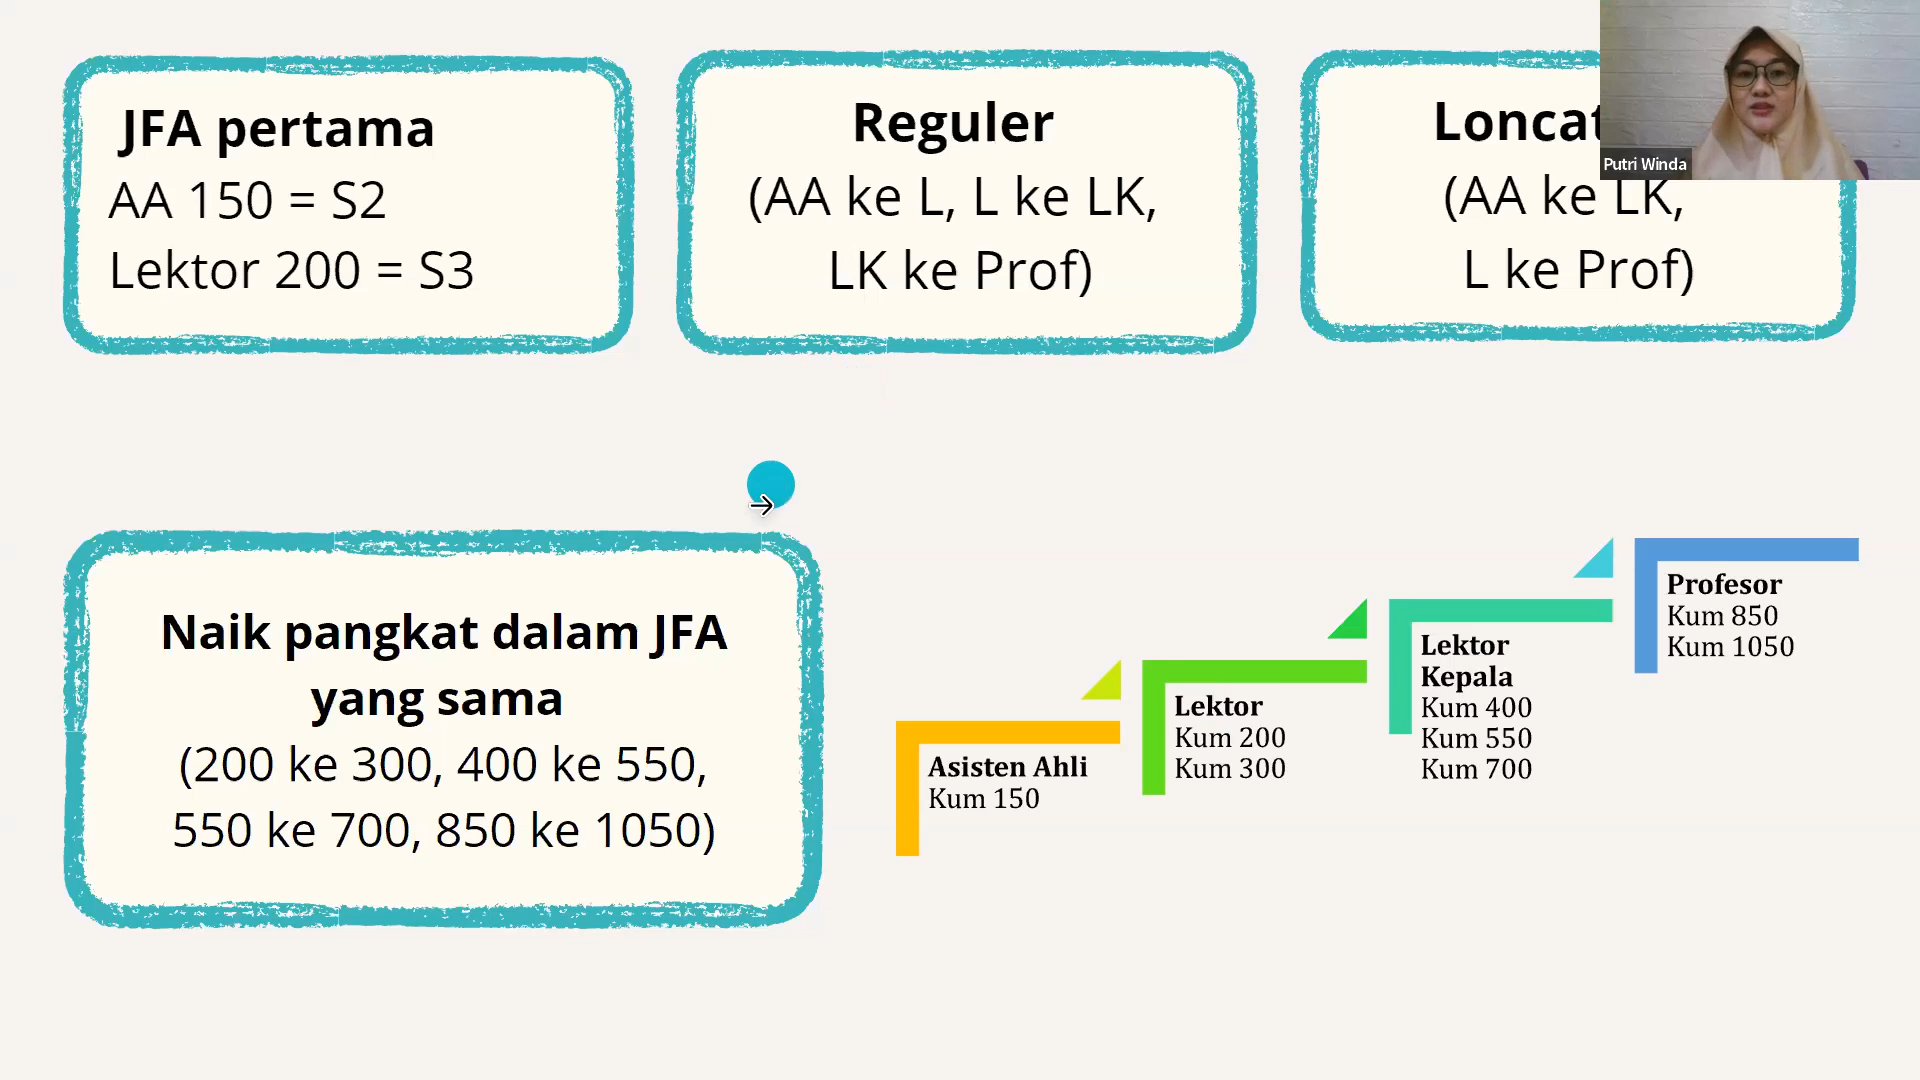 JFA pertama
AA 150 = S2
Lektor 200 = S3
Reguler
(AA ke L, L ke LK,
LK ke Prof)
(AA ke LK,
L ke Prof)
Putri Winda
Naik pangkat dalam JFA
yang sama
(200 ke 300, 400 ke 550,
550 ke 700, 850 ke 1050)
Asisten Ahli
Kum 150
Lektor
Kum 200
Kum 300
Lektor
Kepala
Kum 400
Kum 550
Kum 700
Profesor
Kum 850
Kum 1050